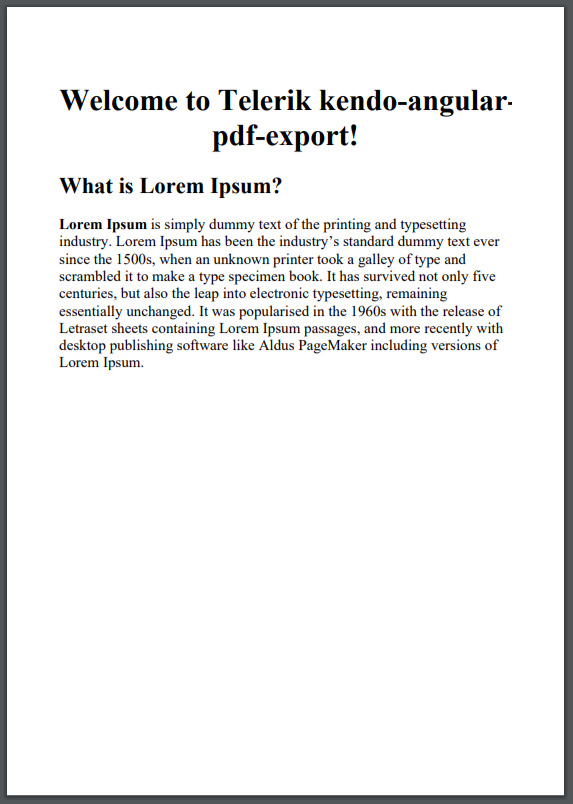 Welcome to Telerik kendo-angular-
pdf-export!
What is Lorem Ipsum?
Lorem Ipsum is simply dummy text of the printing and typesetting
industry. Lorem Ipsum has been the industry’s standard dummy text ever
since the 1500s, when an unknown printer took a galley of type and
scrambled it to make a type specimen book. It has survived not only five
centuries, but also the leap into electronic typesetting, remaining
essentially unchanged. It was popularised in the 1960s with the release of
Letraset sheets containing Lorem Ipsum passages, and more recently with
desktop publishing software like Aldus PageMaker including versions of
Lorem Ipsum.